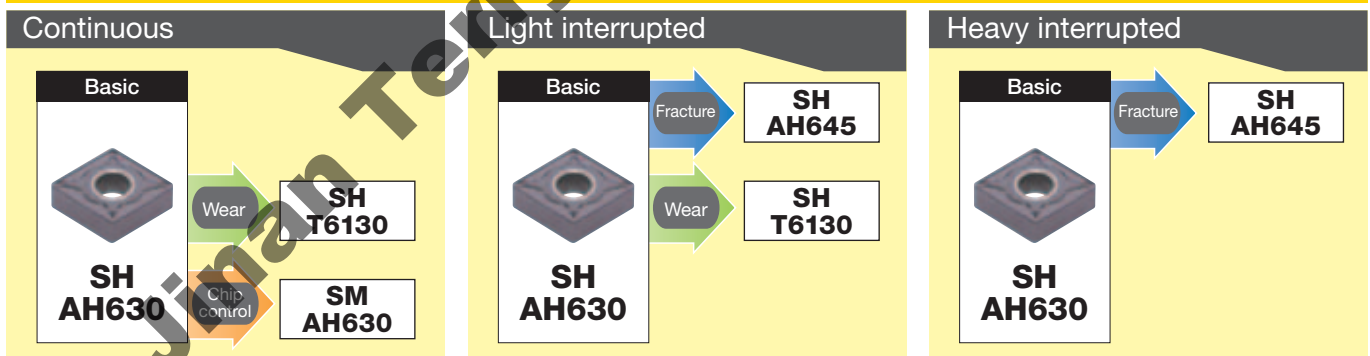 Continuous
Basic
SH
AH630
Wear
SH
T6130
Chip
control
SM
AH630
Light interrupted
Basic
SH
AH630
Fracture
SH
AH645
Wear
SH
T6130
Heavy interrupted
Basic
SH
AH630
Fracture
SH
AH645
Jinan